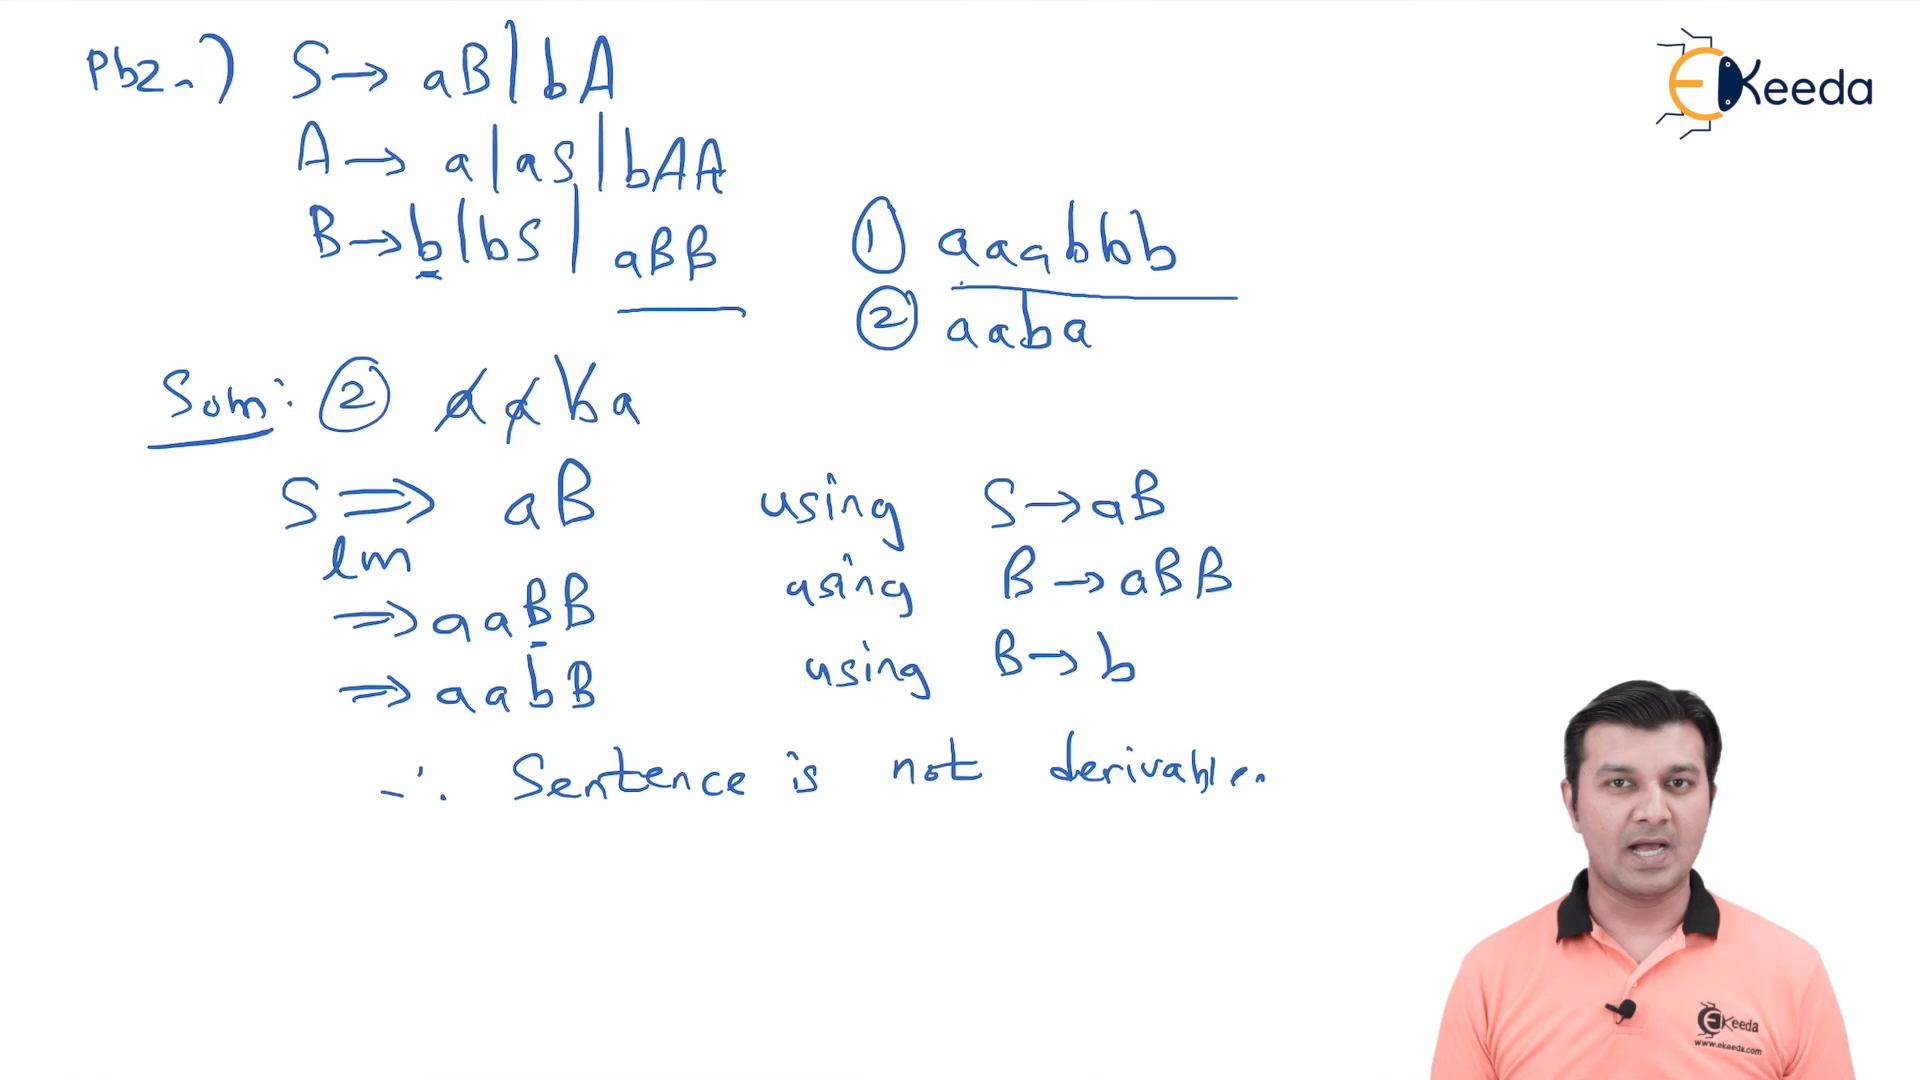 Pb2.) S → aB | bA
EKeeda
A → a | aS | bAA
B → b | bS | aBB
① aaabbb
② aaba
Soln: ② aaba
S ⇒ aB using S → aB
lm
⇒ aaBB using B → aBB
⇒ aabB using B → b
∴ Sentence is not derivable.
EKeeda
www.ekeeda.com